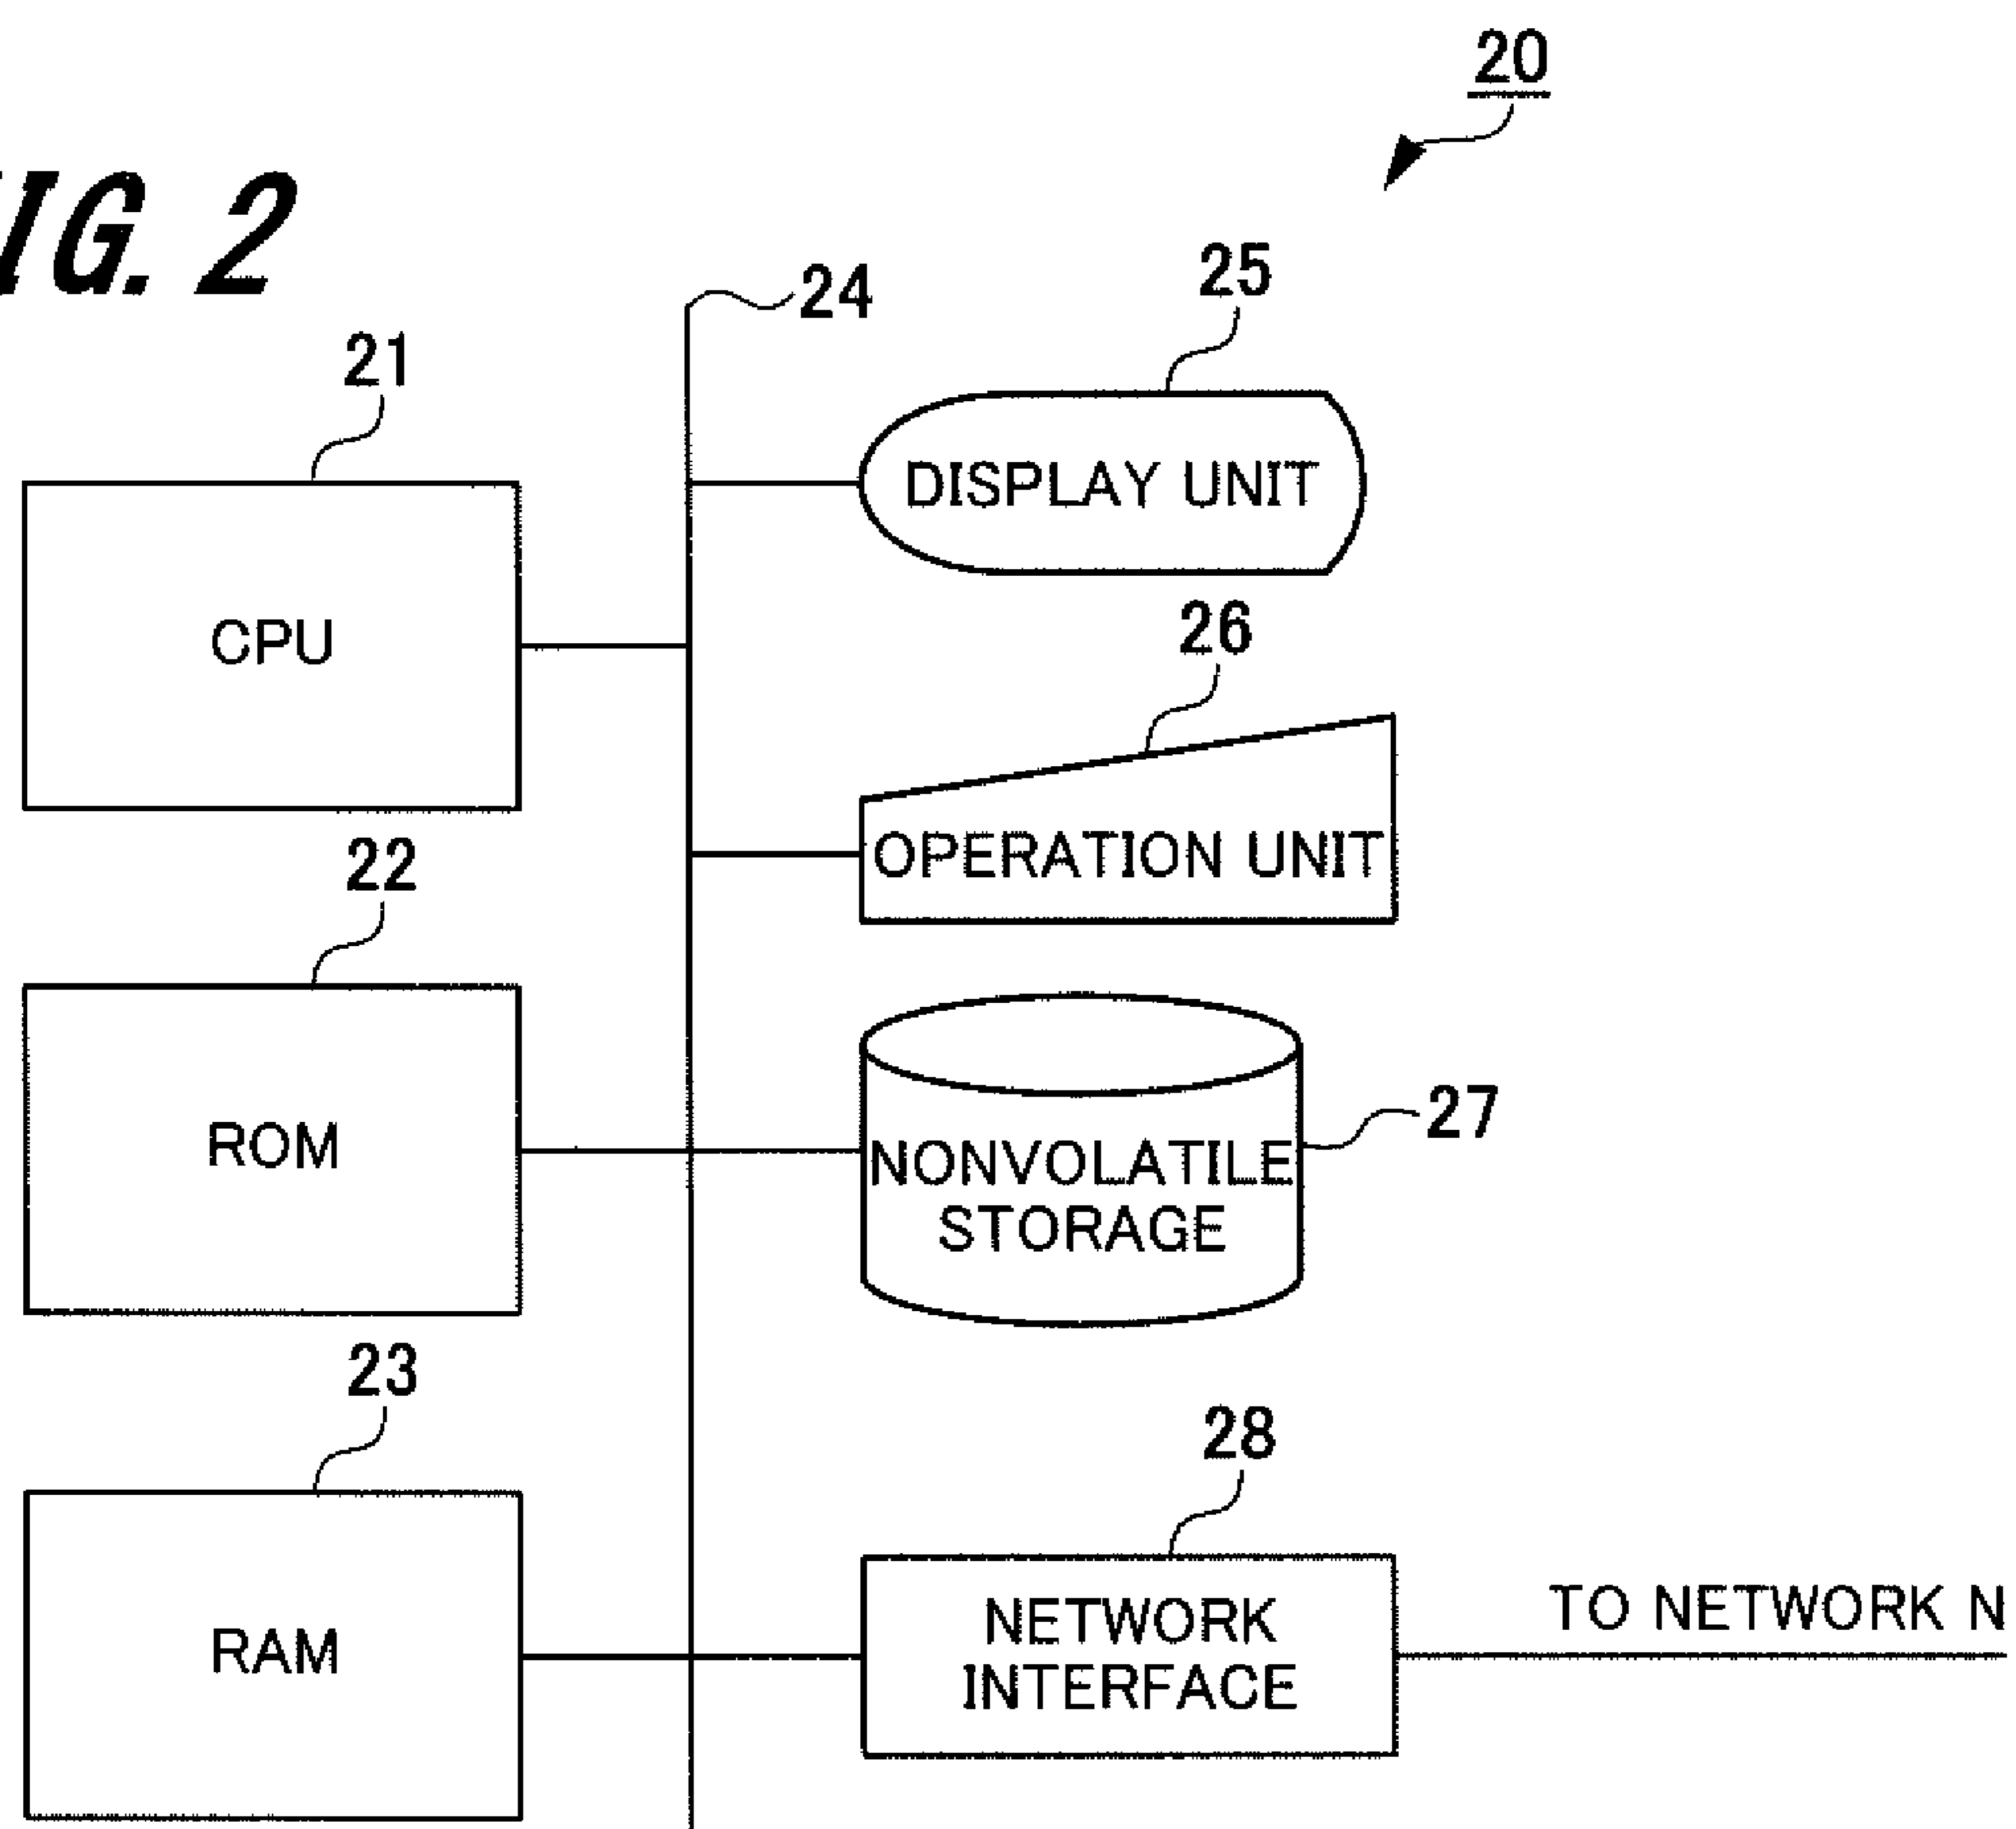 20
FIG. 2
24
25
21
DISPLAY UNIT
CPU
26
OPERATION UNIT
22
ROM
27
NONVOLATILE
STORAGE
23
28
RAM
NETWORK
INTERFACE
TO NETWORK N